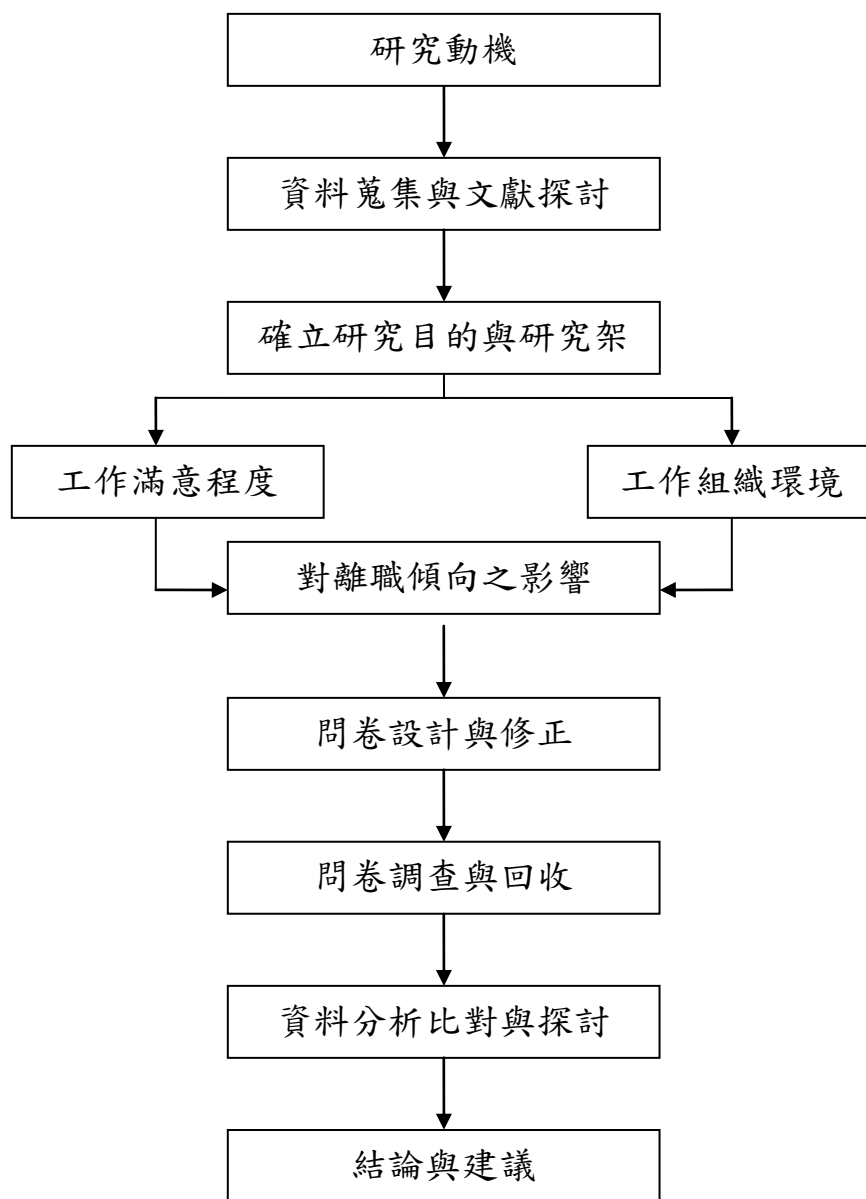 研究動機
資料蒐集與文獻探討
確立研究目的與研究架
工作滿意程度
工作組織環境
對離職傾向之影響
問卷設計與修正
問卷調查與回收
資料分析比對與探討
結論與建議